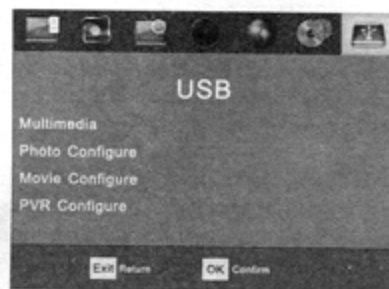 USB
Multimedia
Photo Configure
Movie Configure
PVR Configure
Exit Return OK Confirm